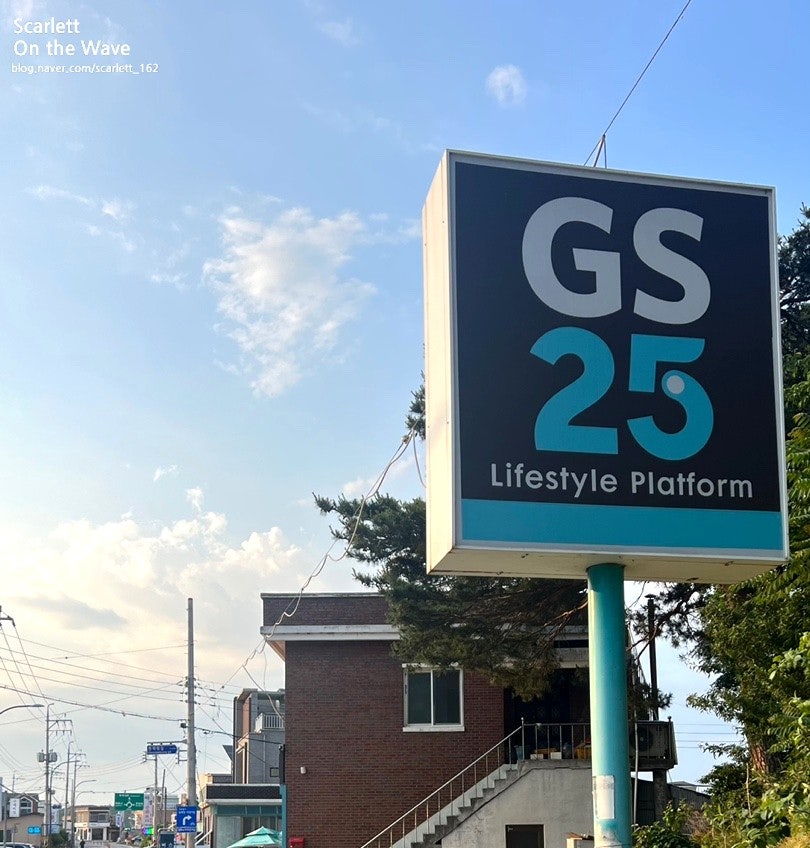 Scarlett
On the Wave
blog.naver.com/scarlett_162
GS
25
Lifestyle Platform